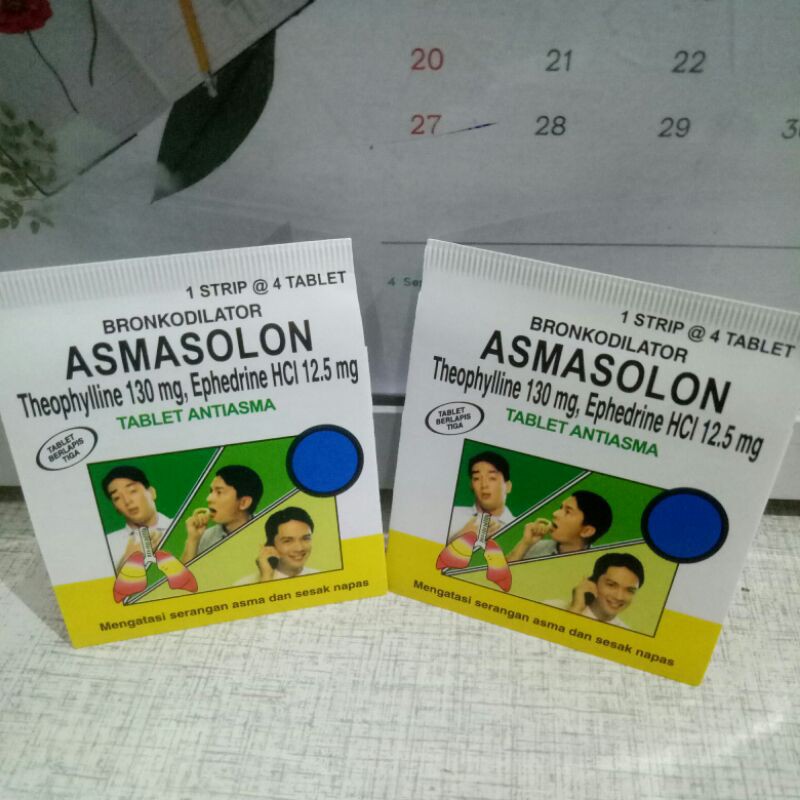 20 21 22
27 28 29
1 STRIP @ 4 TABLET
BRONKODILATOR
ASMASOLON
Theophylline 130 mg, Ephedrine HCl 12.5 mg
TABLET ANTIASMA
TABLET
BERLAPIS
TIGA
Mengatasi serangan asma dan sesak napas
1 STRIP @ 4 TABLET
BRONKODILATOR
ASMASOLON
Theophylline 130 mg, Ephedrine HCl 12.5 mg
TABLET ANTIASMA
TABLET
BERLAPIS
TIGA
Mengatasi serangan asma dan sesak napas